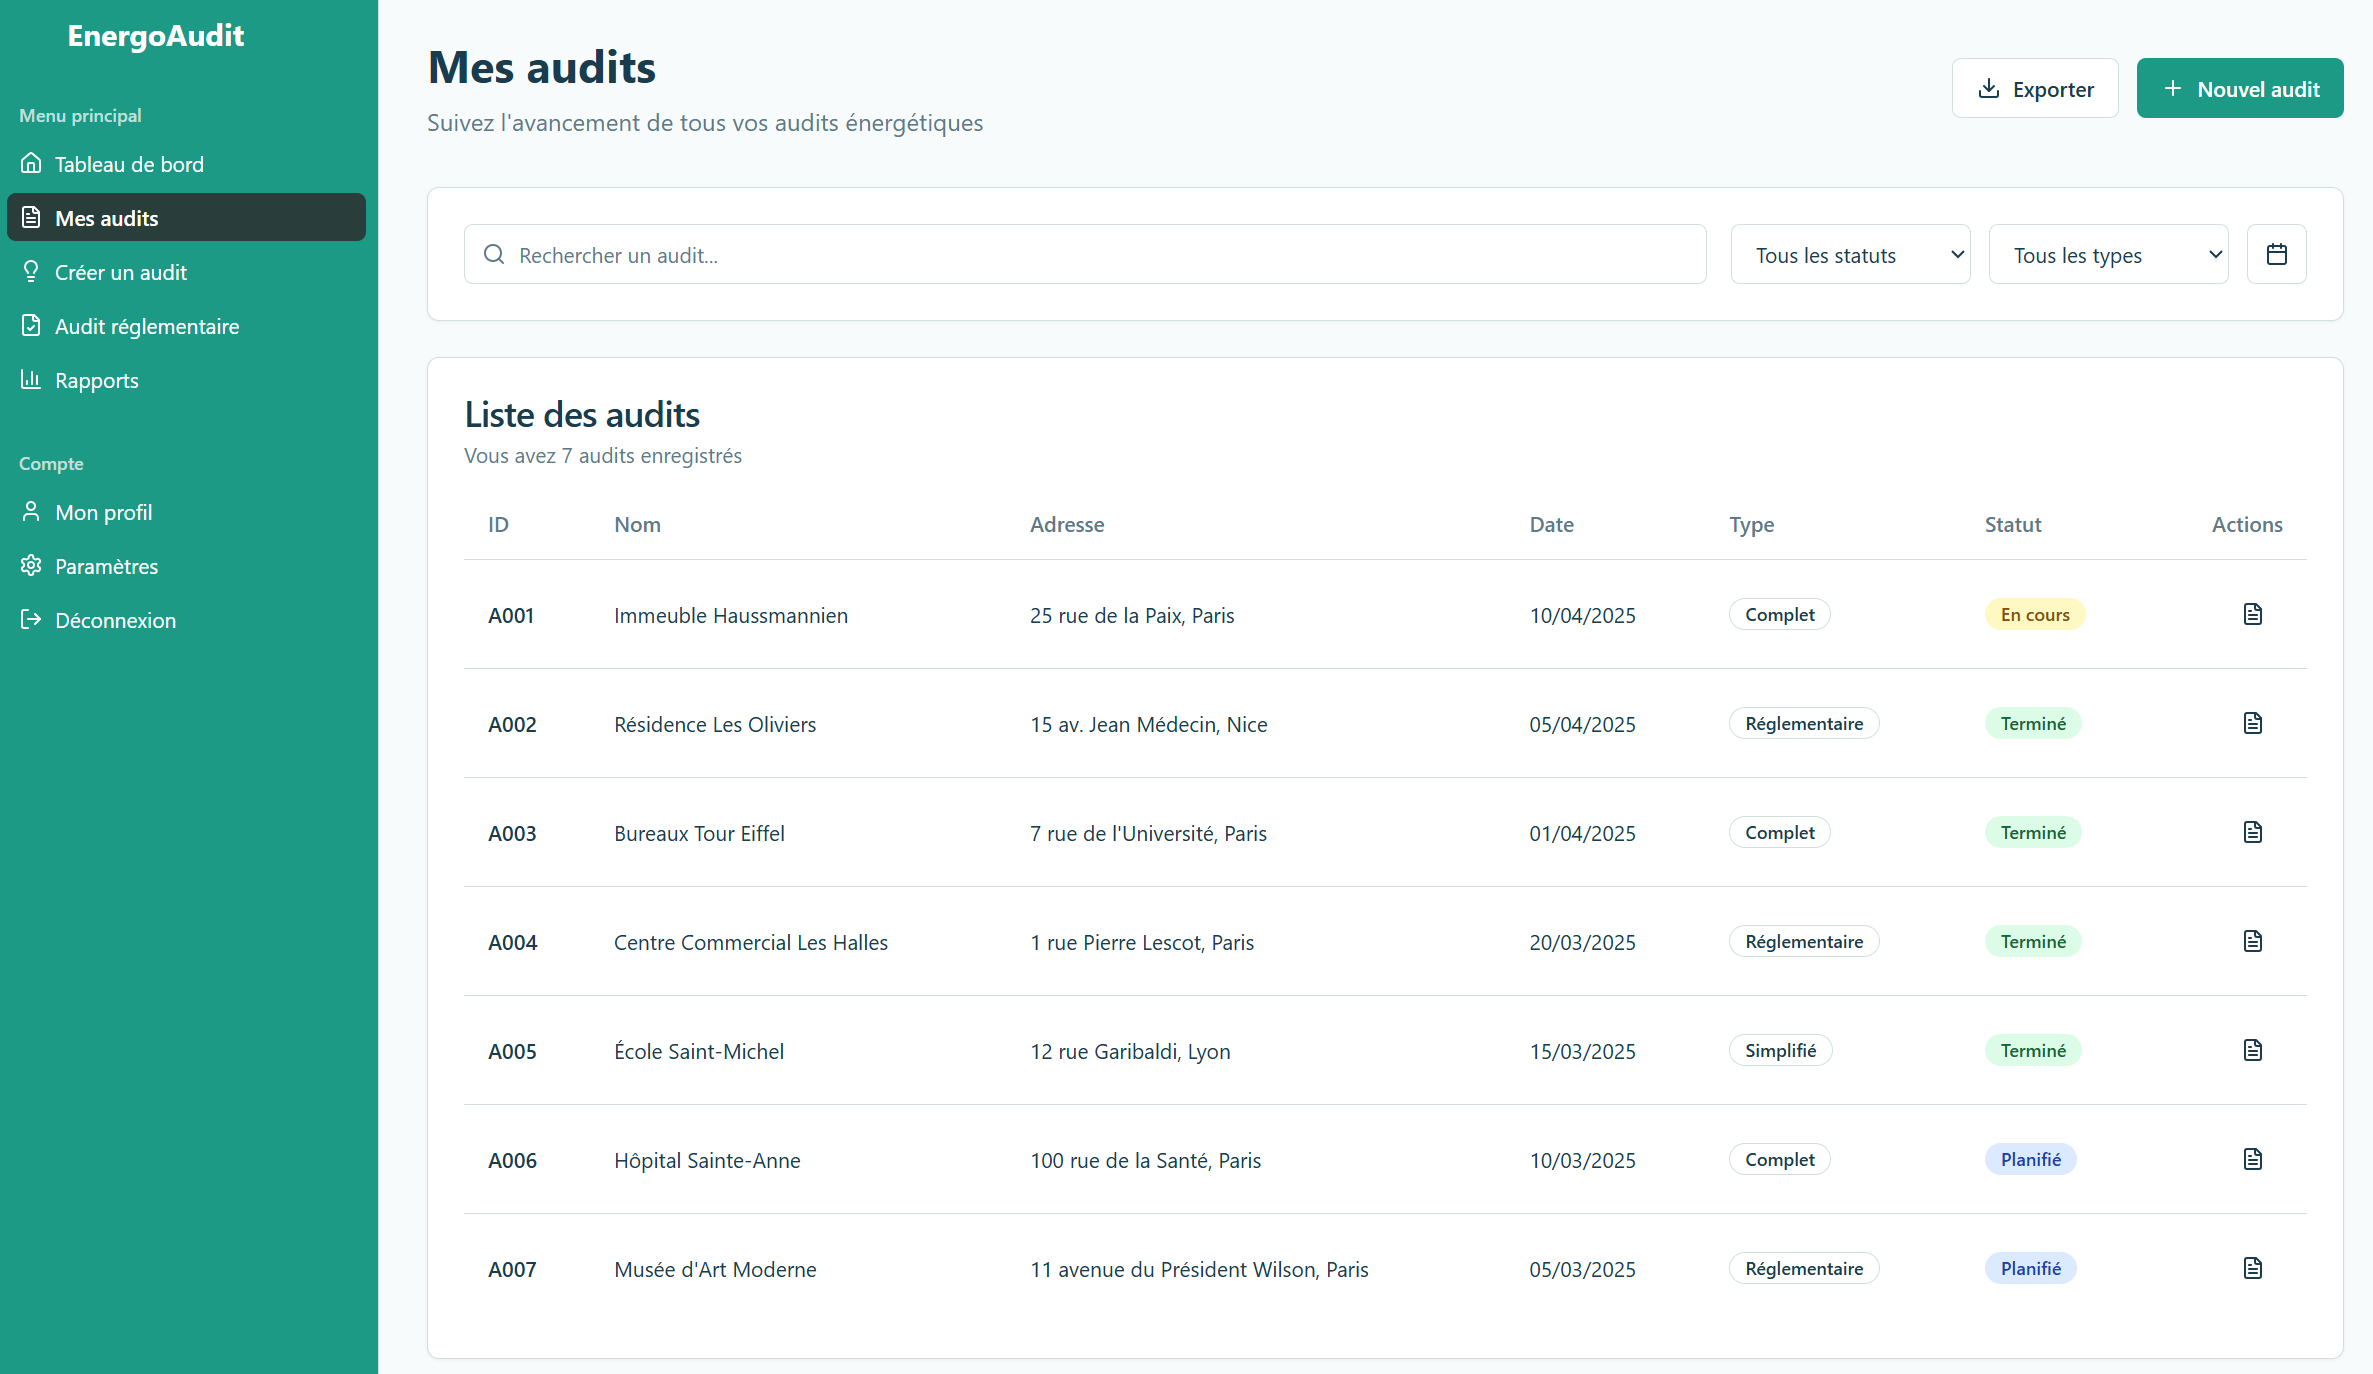 EnergoAudit
Menu principal
Tableau de bord
Mes audits
Créer un audit
Audit réglementaire
Rapports
Compte
Mon profil
Paramètres
Déconnexion
Mes audits
Suivez l'avancement de tous vos audits énergétiques
Exporter
Nouvel audit
Rechercher un audit...
Tous les statuts
Tous les types
Liste des audits
Vous avez 7 audits enregistrés
ID Nom Adresse Date Type Statut Actions
A001 Immeuble Haussmannien 25 rue de la Paix, Paris 10/04/2025 Complet En cours
A002 Résidence Les Oliviers 15 av. Jean Médecin, Nice 05/04/2025 Réglementaire Terminé
A003 Bureaux Tour Eiffel 7 rue de l'Université, Paris 01/04/2025 Complet Terminé
A004 Centre Commercial Les Halles 1 rue Pierre Lescot, Paris 20/03/2025 Réglementaire Terminé
A005 École Saint-Michel 12 rue Garibaldi, Lyon 15/03/2025 Simplifié Terminé
A006 Hôpital Sainte-Anne 100 rue de la Santé, Paris 10/03/2025 Complet Planifié
A007 Musée d'Art Moderne 11 avenue du Président Wilson, Paris 05/03/2025 Réglementaire Planifié